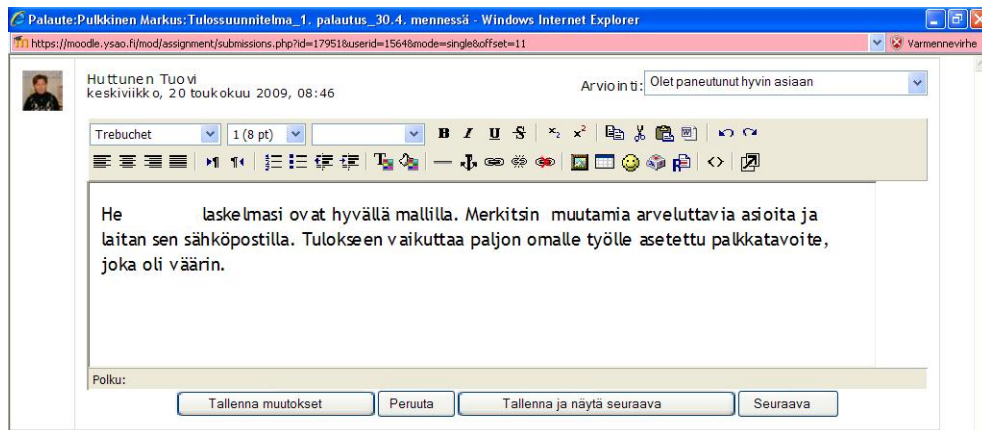 Palaute:Pulkkinen Markus:Tulossuunnitelma_1. palautus_30.4. mennessä - Windows Internet Explorer
https://moodle.ysao.fi/mod/assignment/submissions.php?id=17951&userid=1564&mode=single&offset=11 Varmennevirhe
Huttunen Tuovi
keskiviikko, 20 toukokuu 2009, 08:46
Arviointi: Olet paneutunut hyvin asiaan
Trebuchet 1 (8 pt) B I U S x₂ x²
He laskelmasi ovat hyvällä mallilla. Merkitsin muutamia arveluttavia asioita ja
laitan sen sähköpostilla. Tulokseen vaikuttaa paljon omalle työlle asetettu palkkatavoite,
joka oli väärin.
Polku:
Tallenna muutokset Peruuta Tallenna ja näytä seuraava Seuraava